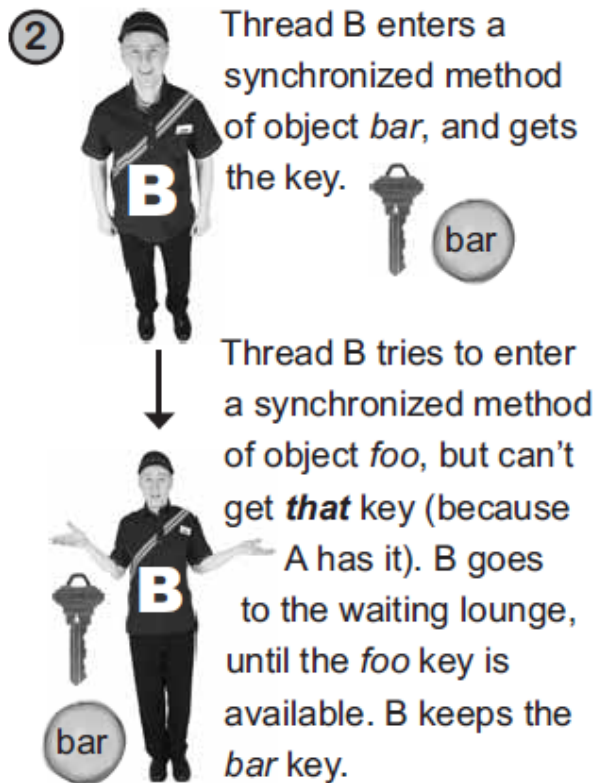 2
Thread B enters a
synchronized method
of object bar, and gets
the key.
B
bar
Thread B tries to enter
a synchronized method
of object foo, but can't
get that key (because
A has it). B goes
to the waiting lounge,
until the foo key is
available. B keeps the
bar key.
B
bar